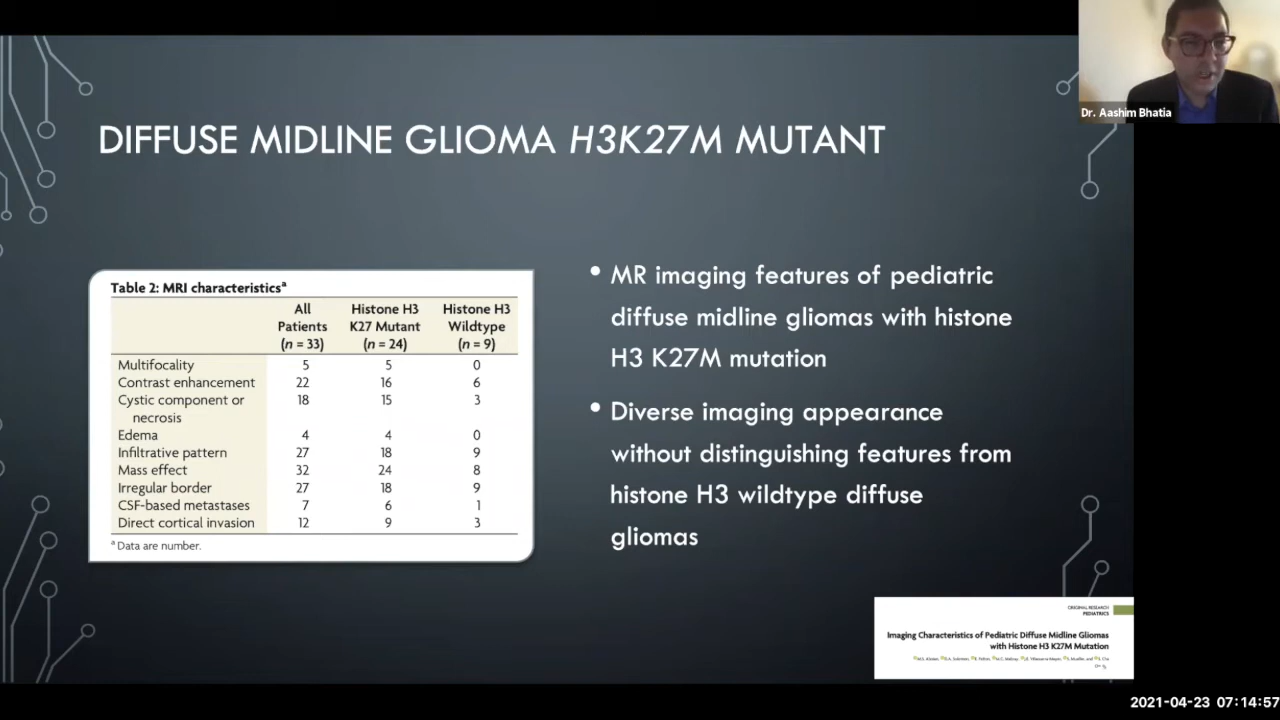 Dr. Aashim Bhatia
DIFFUSE MIDLINE GLIOMA H3K27M MUTANT
Table 2: MRI characteristicsª
All Patients (n = 33) Histone H3 K27 Mutant (n = 24) Histone H3 Wildtype (n = 9)
Multifocality 5 5 0
Contrast enhancement 22 16 6
Cystic component or 18 15 3
necrosis
Edema 4 4 0
Infiltrative pattern 27 18 9
Mass effect 32 24 8
Irregular border 27 18 9
CSF-based metastases 7 6 1
Direct cortical invasion 12 9 3
ª Data are number.
• MR imaging features of pediatric
diffuse midline gliomas with histone
H3 K27M mutation
• Diverse imaging appearance
without distinguishing features from
histone H3 wildtype diffuse
gliomas
ORIGINAL RESEARCH
PEDIATRICS
Imaging Characteristics of Pediatric Diffuse Midline Gliomas
with Histone H3 K27M Mutation
2021-04-23 07:14:57